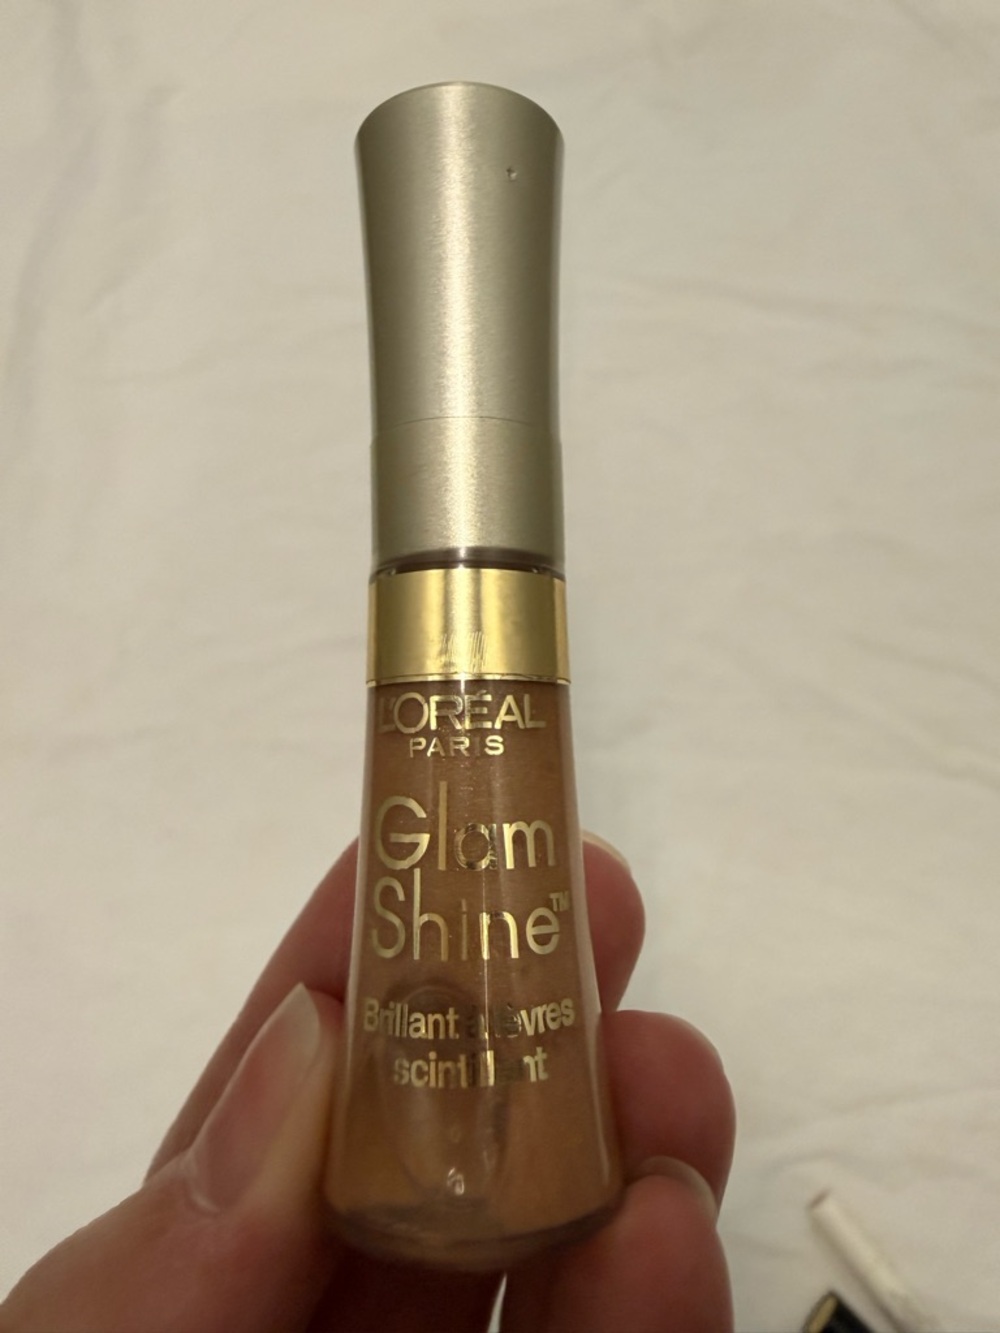 L'ORÉAL
PARIS
Glam
Shine™
Brillant à lèvres
scintillant